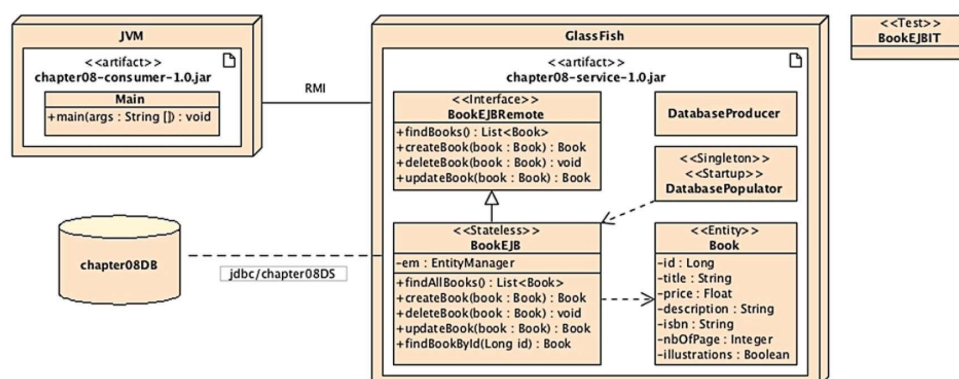 JVM
<<artifact>>
chapter08-consumer-1.0.jar
Main
+main(args : String []) : void
RMI
GlassFish
<<artifact>>
chapter08-service-1.0.jar
<<Interface>>
BookEJBRemote
+findBooks() : List<Book>
+createBook(book : Book) : Book
+deleteBook(book : Book) : void
+updateBook(book : Book) : Book
DatabaseProducer
<<Singleton>>
<<Startup>>
DatabasePopulator
<<Stateless>>
BookEJB
-em : EntityManager
+findAllBooks() : List<Book>
+createBook(book : Book) : Book
+deleteBook(book : Book) : void
+updateBook(book : Book) : Book
+findBookById(Long id) : Book
<<Entity>>
Book
-id : Long
-title : String
-price : Float
-description : String
-isbn : String
-nbOfPage : Integer
-illustrations : Boolean
chapter08DB
jdbc/chapter08DS
<<Test>>
BookEJBIT